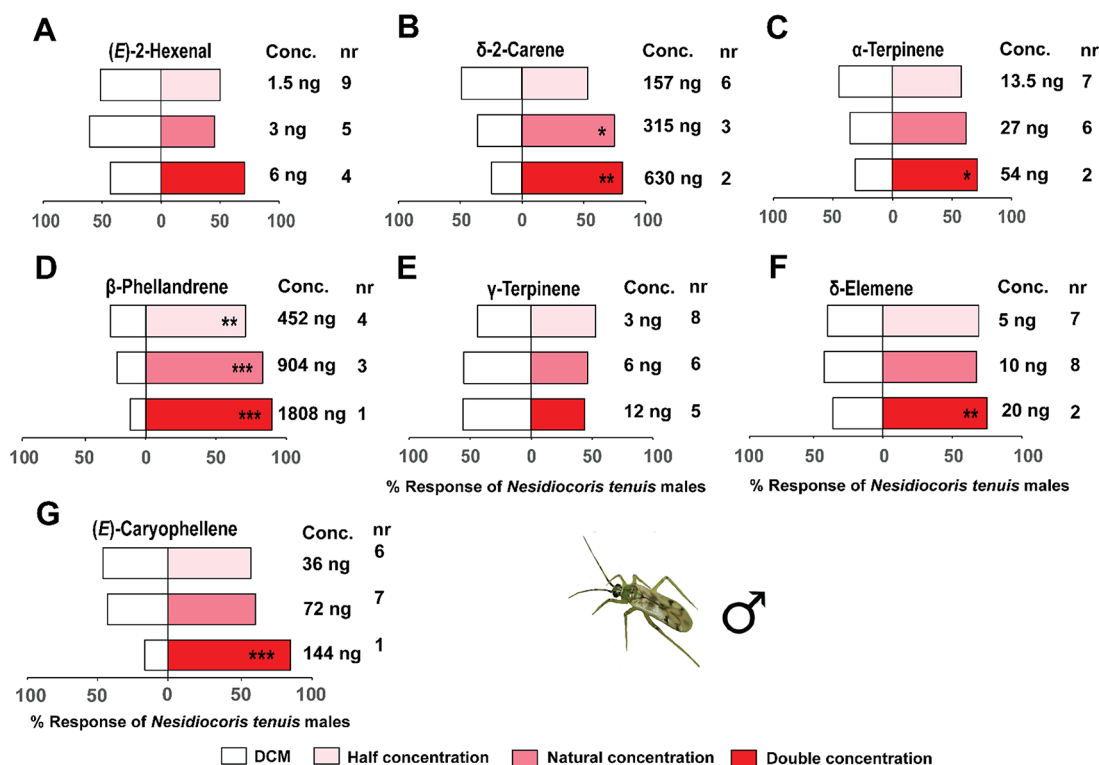 A
(E)-2-Hexenal
Conc.
nr
1.5 ng
9
3 ng
5
6 ng
4
100
50
0
50
100
B
δ-2-Carene
Conc.
nr
157 ng
6
*
315 ng
3
**
630 ng
2
100
50
0
50
100
C
α-Terpinene
Conc.
nr
13.5 ng
7
27 ng
6
*
54 ng
2
100
50
0
50
100
D
β-Phellandrene
Conc.
nr
**
452 ng
4
***
904 ng
3
***
1808 ng
1
100
50
0
50
100
E
γ-Terpinene
Conc.
nr
3 ng
8
6 ng
6
12 ng
5
100
50
0
50
100
% Response of Nesidiocoris tenuis males
F
δ-Elemene
Conc.
nr
5 ng
7
10 ng
8
**
20 ng
2
100
50
0
50
100
% Response of Nesidiocoris tenuis males
G
(E)-Caryophellene
Conc.
nr
36 ng
6
72 ng
7
***
144 ng
1
100
50
0
50
100
% Response of Nesidiocoris tenuis males
♂
DCM
Half concentration
Natural concentration
Double concentration